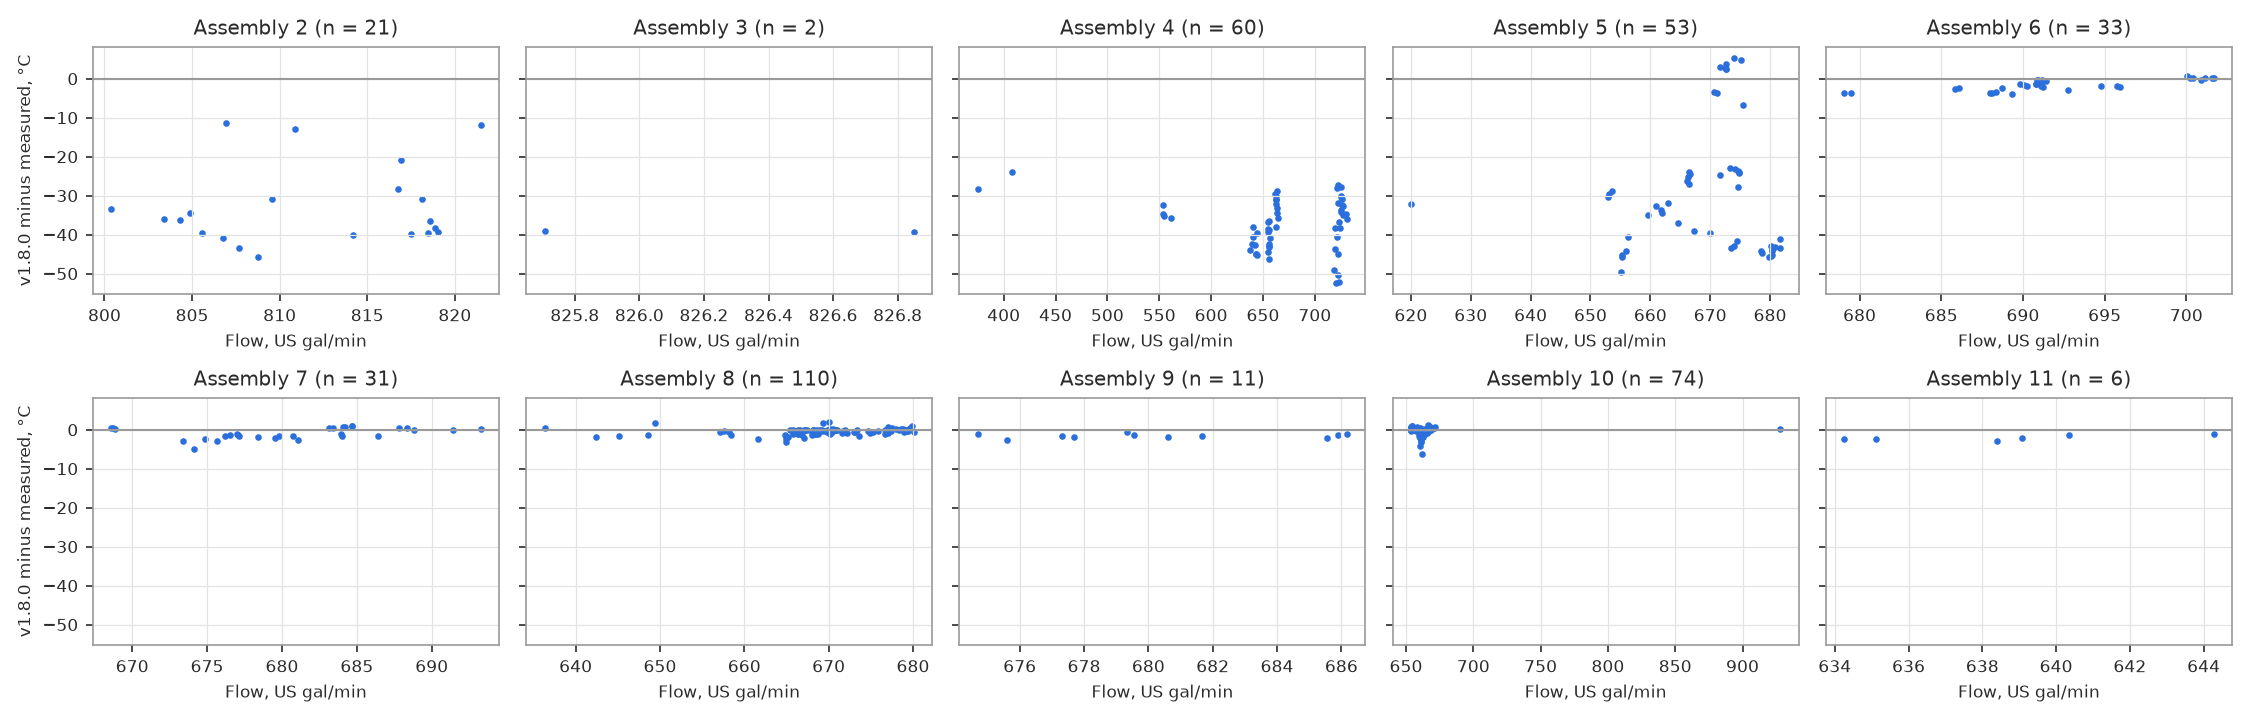 Assembly 2 (n = 21)
Assembly 3 (n = 2)
Assembly 4 (n = 60)
Assembly 5 (n = 53)
Assembly 6 (n = 33)
v1.8.0 minus measured, °C
0
−10
−20
−30
−40
−50
800 805 810 815 820
825.8 826.0 826.2 826.4 826.6 826.8
400 450 500 550 600 650 700
620 630 640 650 660 670 680
680 685 690 695 700
Flow, US gal/min
Flow, US gal/min
Flow, US gal/min
Flow, US gal/min
Flow, US gal/min
Assembly 7 (n = 31)
Assembly 8 (n = 110)
Assembly 9 (n = 11)
Assembly 10 (n = 74)
Assembly 11 (n = 6)
v1.8.0 minus measured, °C
0
−10
−20
−30
−40
−50
670 675 680 685 690
640 650 660 670 680
676 678 680 682 684 686
650 700 750 800 850 900
634 636 638 640 642 644
Flow, US gal/min
Flow, US gal/min
Flow, US gal/min
Flow, US gal/min
Flow, US gal/min